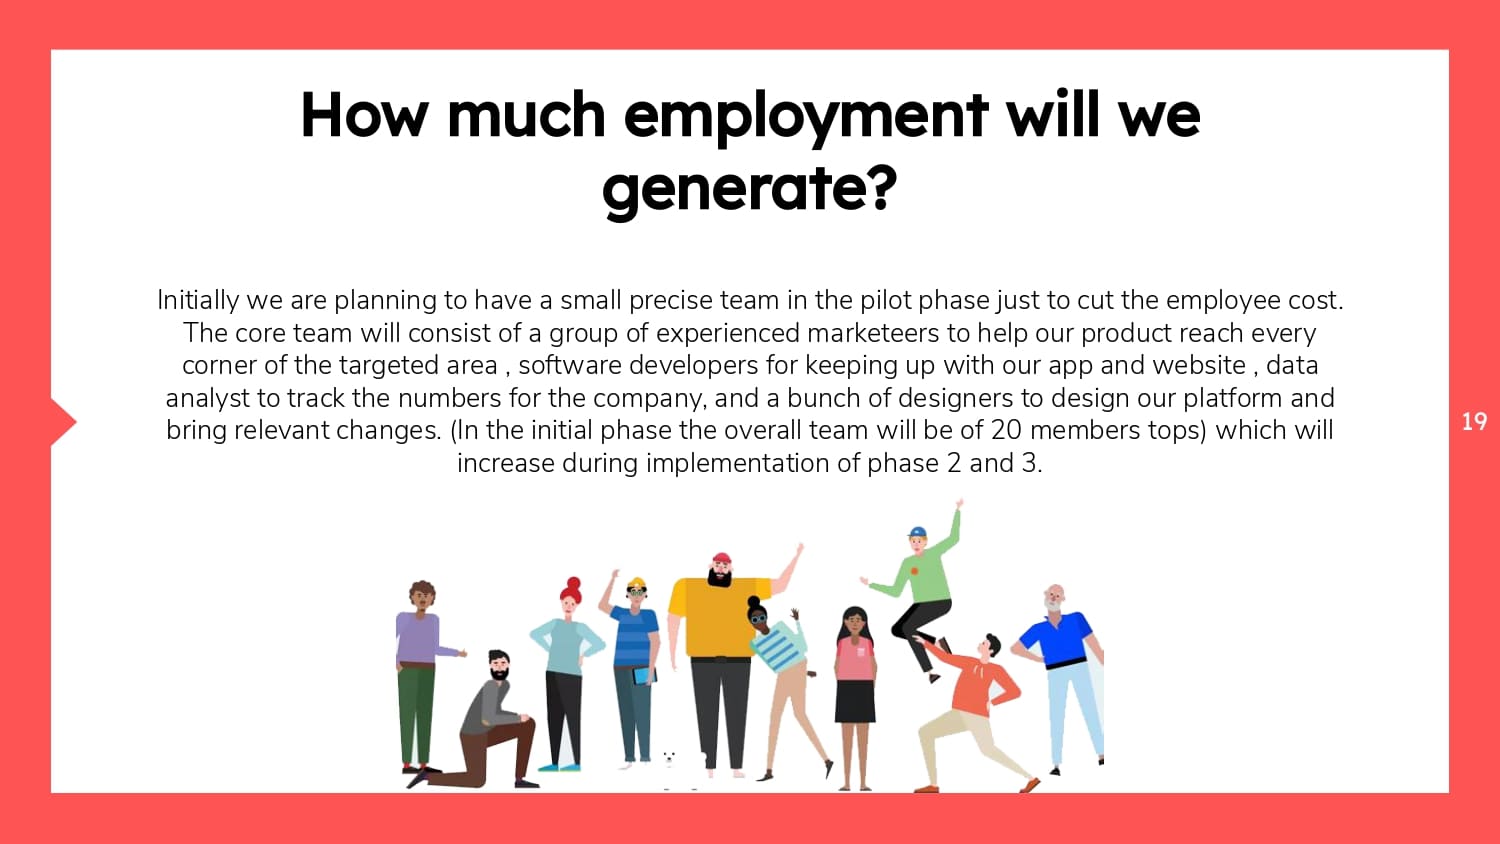 How much employment will we
generate?
Initially we are planning to have a small precise team in the pilot phase just to cut the employee cost.
The core team will consist of a group of experienced marketeers to help our product reach every
corner of the targeted area , software developers for keeping up with our app and website , data
analyst to track the numbers for the company, and a bunch of designers to design our platform and
bring relevant changes. (In the initial phase the overall team will be of 20 members tops) which will
increase during implementation of phase 2 and 3.
19